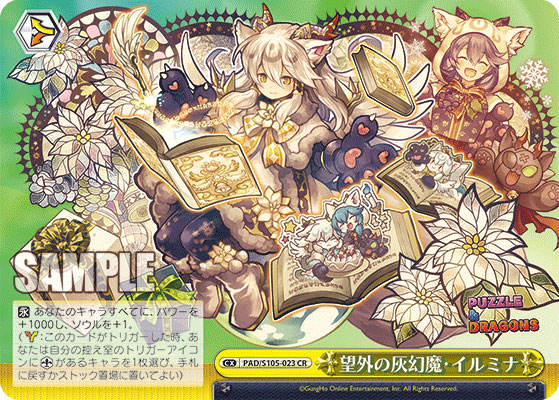 SAMPLE
永 あなたのキャラすべてに、パワーを
+1000し、ソウルを+1。
(:このカードがトリガーした時、あ
なたは自分の控え室のトリガーアイコ
ンにがあるキャラを1枚選び、手
札に戻すかストック置場に置いてよい)
PUZZLE
&
DRAGONS
CX PAD/S105-023 CR
望外の灰幻魔・イルミナ
©GungHo Online Entertainment, Inc. All Rights Reserved.